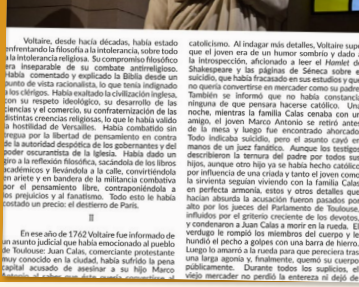 Voltaire, desde hacía décadas, había estado
enfrentando la filosofía a la intolerancia, sobre todo
a la intolerancia religiosa. Su compromiso filosófico
era inseparable de su combate antirreligioso.
Había comentado y explicado la Biblia desde un
punto de vista racionalista, lo que tenía indignado
a los clérigos. Había exaltado la civilización inglesa,
con su respeto ideológico, su desarrollo de las
ciencias y el comercio, su confraternización de las
distintas creencias religiosas, lo que le había valido
la hostilidad de Versalles. Había combatido sin
tregua por la libertad de pensamiento en contra
de la autoridad despótica de los gobernantes y del
poder oscurantista de la Iglesia. Había dado un
giro a la reflexión filosófica, sacándola de los libros
académicos y llevándola a la calle, convirtiéndola
en ariete y en bandera de la militancia combativa
por el pensamiento libre, contraponiéndola a
los prejuicios y al fanatismo. Todo esto le había
costado un precio: el destierro de París.
II
En ese año de 1762 Voltaire fue informado de
un asunto judicial que había emocionado al pueblo
de Toulouse: Juan Calas, comerciante protestante
muy conocido en la ciudad, había sufrido la pena
capital acusado de asesinar a su hijo Marco
catolicismo. Al indagar más detalles, Voltaire supo
que el joven era de un humor sombrío y dado a
la introspección, aficionado a leer el Hamlet de
Shakespeare y las páginas de Séneca sobre el
suicidio, que había fracasado en sus estudios y que
no quería convertirse en mercader como su padre.
También se informó que no había constancia
ninguna de que pensara hacerse católico. Una
noche, mientras la familia Calas cenaba con un
amigo, el joven Marco Antonio se retiró antes
de la mesa y luego fue encontrado ahorcado.
Todo indicaba suicidio, pero el asunto cayó en
manos de un juez fanático. Aunque los testigos
describieron la ternura del padre por todos sus
hijos, aunque otro hijo ya se había hecho católico
por influencia de una criada y tanto el joven como
la sirvienta seguían viviendo con la familia Calas
en perfecta armonía, estos y otros detalles que
hacían absurda la acusación fueron pasados por
alto por los jueces del Parlamento de Toulouse,
influidos por el griterío creciente de los devotos,
y condenaron a Juan Calas a morir en la rueda. El
verdugo le rompió los miembros del cuerpo y le
hundió el pecho a golpes con una barra de hierro.
Luego lo amarró a la rueda para que pereciera tras
una larga agonía y, finalmente, quemó su cuerpo
públicamente. Durante todos los suplicios, el
viejo mercader no perdió la entereza ni dejó de